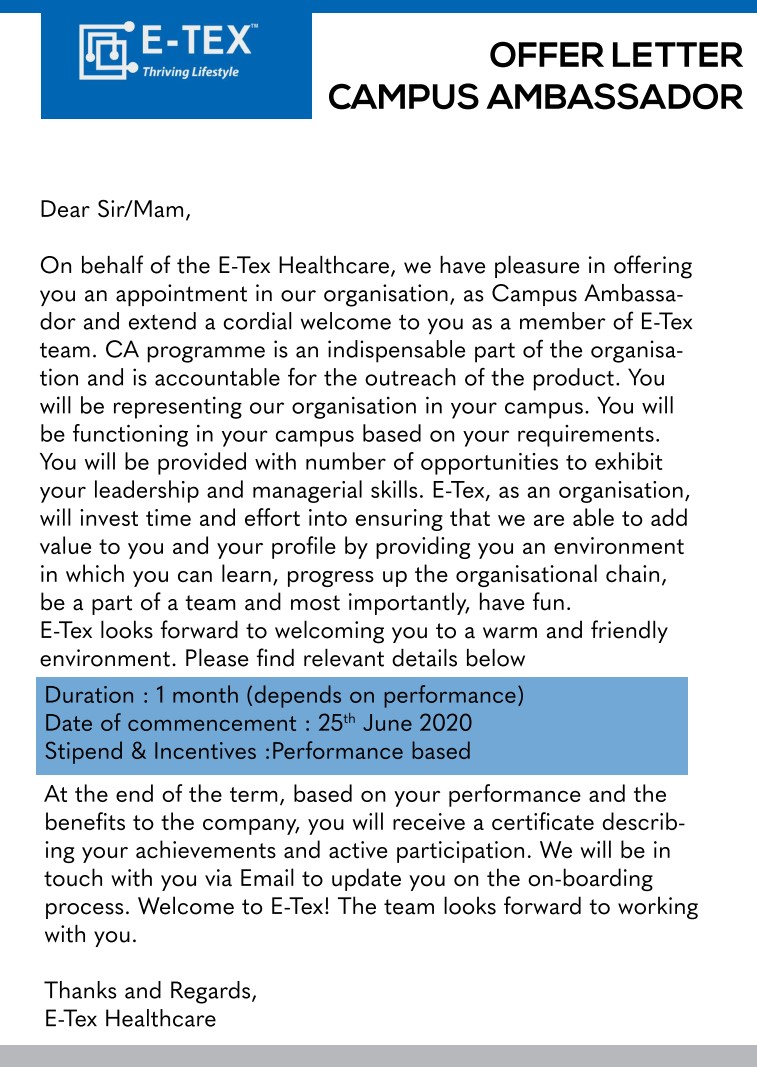 E-TEX™
Thriving Lifestyle
OFFER LETTER
CAMPUS AMBASSADOR
Dear Sir/Mam,
On behalf of the E-Tex Healthcare, we have pleasure in offering
you an appointment in our organisation, as Campus Ambassa-
dor and extend a cordial welcome to you as a member of E-Tex
team. CA programme is an indispensable part of the organisa-
tion and is accountable for the outreach of the product. You
will be representing our organisation in your campus. You will
be functioning in your campus based on your requirements.
You will be provided with number of opportunities to exhibit
your leadership and managerial skills. E-Tex, as an organisation,
will invest time and effort into ensuring that we are able to add
value to you and your profile by providing you an environment
in which you can learn, progress up the organisational chain,
be a part of a team and most importantly, have fun.
E-Tex looks forward to welcoming you to a warm and friendly
environment. Please find relevant details below
Duration : 1 month (depends on performance)
Date of commencement : 25th June 2020
Stipend & Incentives :Performance based
At the end of the term, based on your performance and the
benefits to the company, you will receive a certificate describ-
ing your achievements and active participation. We will be in
touch with you via Email to update you on the on-boarding
process. Welcome to E-Tex! The team looks forward to working
with you.
Thanks and Regards,
E-Tex Healthcare